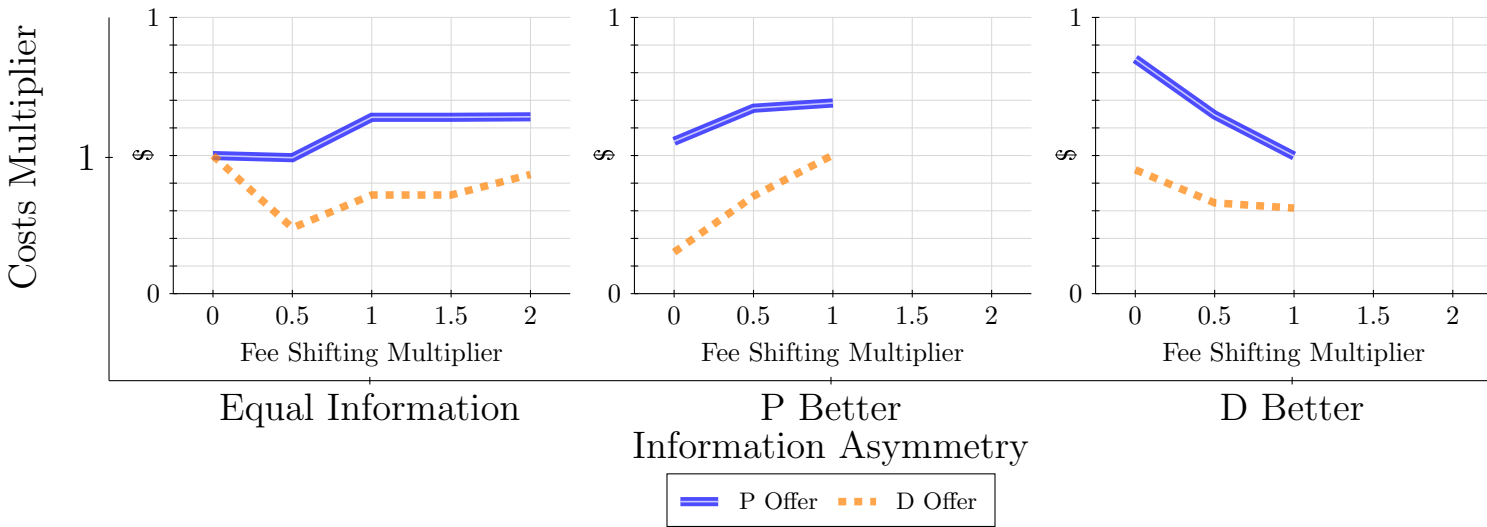 Costs Multiplier
1
1
0
$
0 0.5 1 1.5 2
Fee Shifting Multiplier
1
0
$
0 0.5 1 1.5 2
Fee Shifting Multiplier
1
0
$
0 0.5 1 1.5 2
Fee Shifting Multiplier
Equal Information P Better D Better
Information Asymmetry
P Offer D Offer